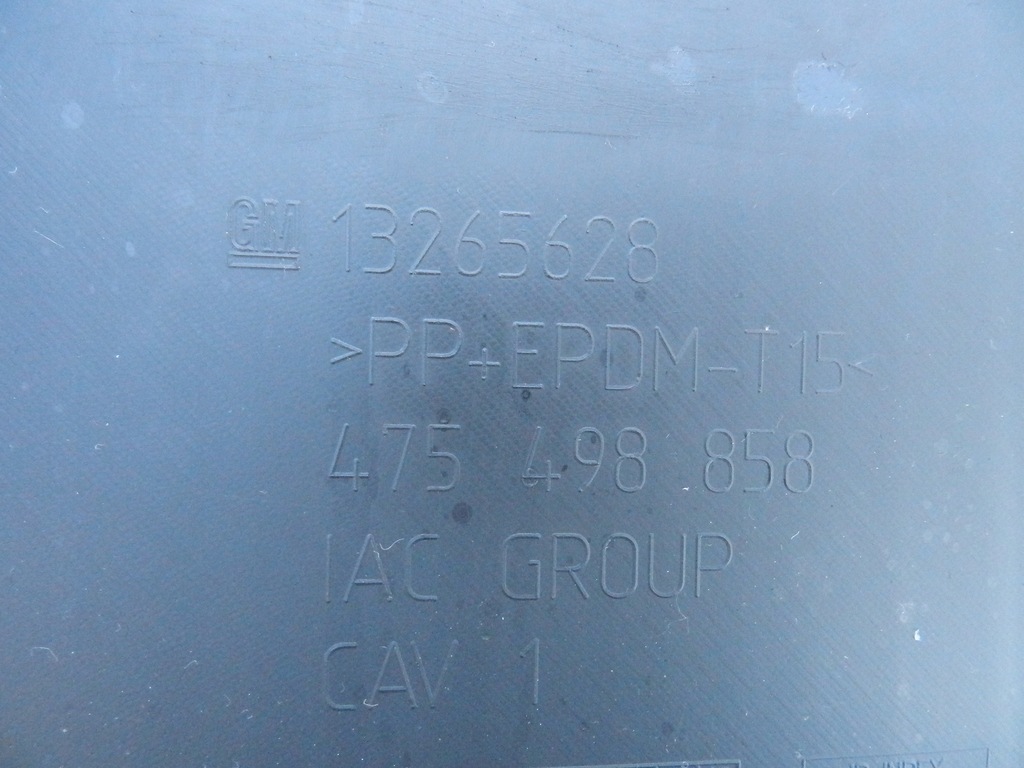 GM 13265628
>PP+EPDM-T15<
475 498 858
IAC GROUP
CAV 1